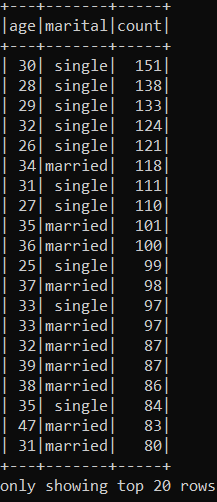 +---+-------+-----+
|age|marital|count|
+---+-------+-----+
| 30| single|  151|
| 28| single|  138|
| 29| single|  133|
| 32| single|  124|
| 26| single|  121|
| 34|married|  118|
| 31| single|  111|
| 27| single|  110|
| 35|married|  101|
| 36|married|  100|
| 25| single|   99|
| 37|married|   98|
| 33| single|   97|
| 33|married|   97|
| 32|married|   87|
| 39|married|   87|
| 38|married|   86|
| 35| single|   84|
| 47|married|   83|
| 31|married|   80|
+---+-------+-----+
only showing top 20 rows